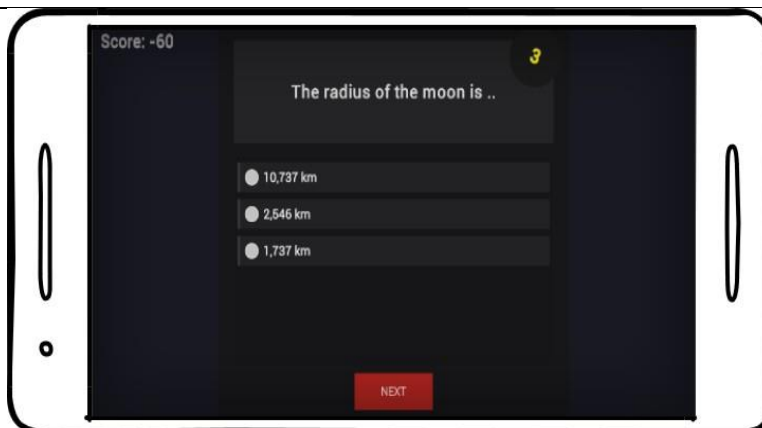 Score: -60
3
The radius of the moon is ..
10,737 km
2,546 km
1,737 km
NEXT